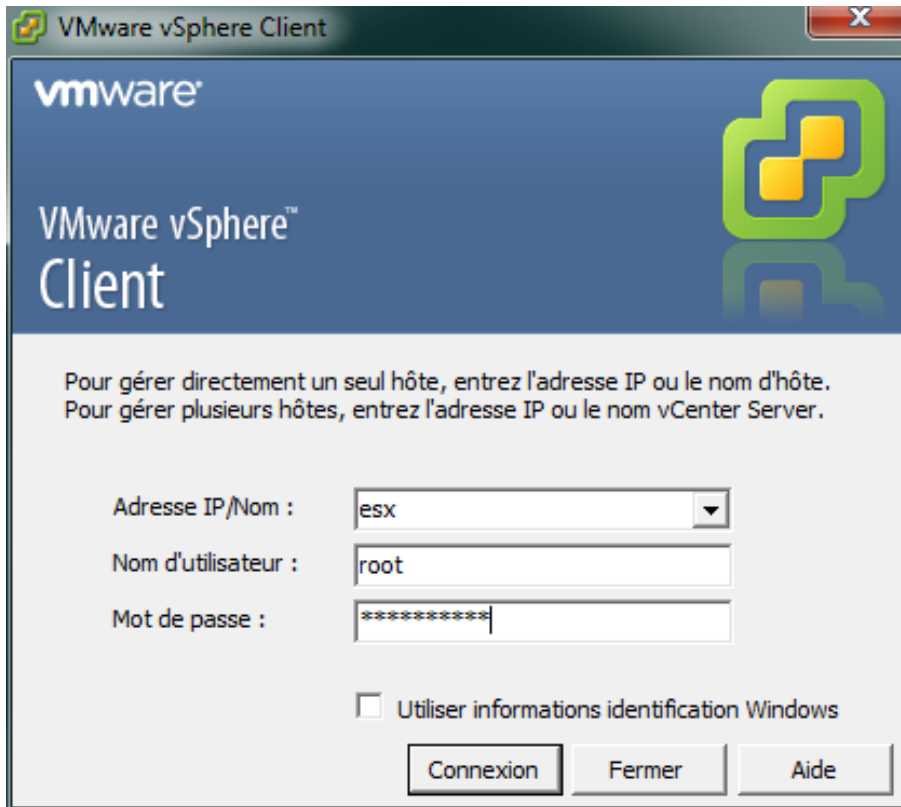 VMware vSphere Client
vmware®
VMware vSphere™
Client
Pour gérer directement un seul hôte, entrez l'adresse IP ou le nom d'hôte.
Pour gérer plusieurs hôtes, entrez l'adresse IP ou le nom vCenter Server.
Adresse IP/Nom : esx
Nom d'utilisateur : root
Mot de passe : **********
Utiliser informations identification Windows
Connexion Fermer Aide